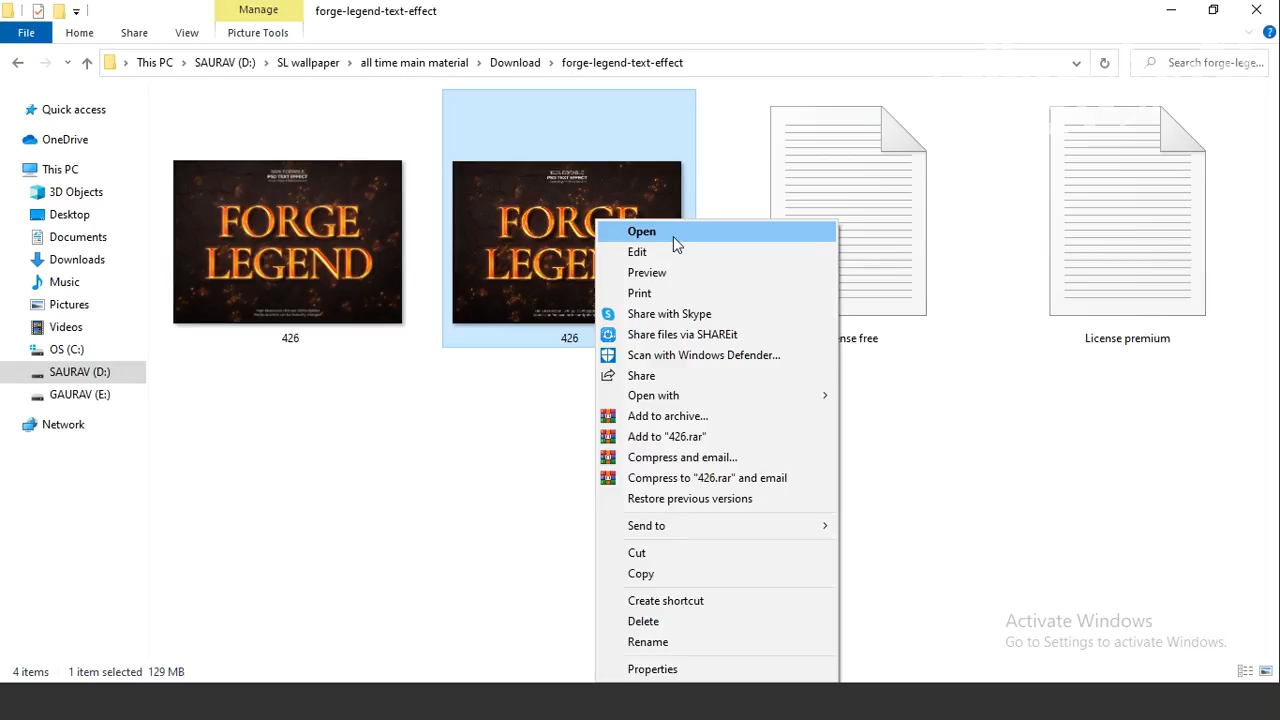 Manage
forge-legend-text-effect
File
Home
Share
View
Picture Tools
This PC
SAURAV (D:)
SL wallpaper
all time main material
Download
forge-legend-text-effect
Search forge-lege...
Quick access
OneDrive
This PC
3D Objects
Desktop
Documents
Downloads
Music
Pictures
Videos
OS (C:)
SAURAV (D:)
GAURAV (E:)
Network
PSD TEXT EFFECT
FORGE
LEGEND
426
PSD TEXT EFFECT
FORGE
LEGE
426
nse free
License premium
Open
Edit
Preview
Print
Share with Skype
Share files via SHAREit
Scan with Windows Defender...
Share
Open with
Add to archive...
Add to "426.rar"
Compress and email...
Compress to "426.rar" and email
Restore previous versions
Send to
Cut
Copy
Create shortcut
Delete
Rename
Properties
Activate Windows
Go to Settings to activate Windows.
4 items
1 item selected
129 MB